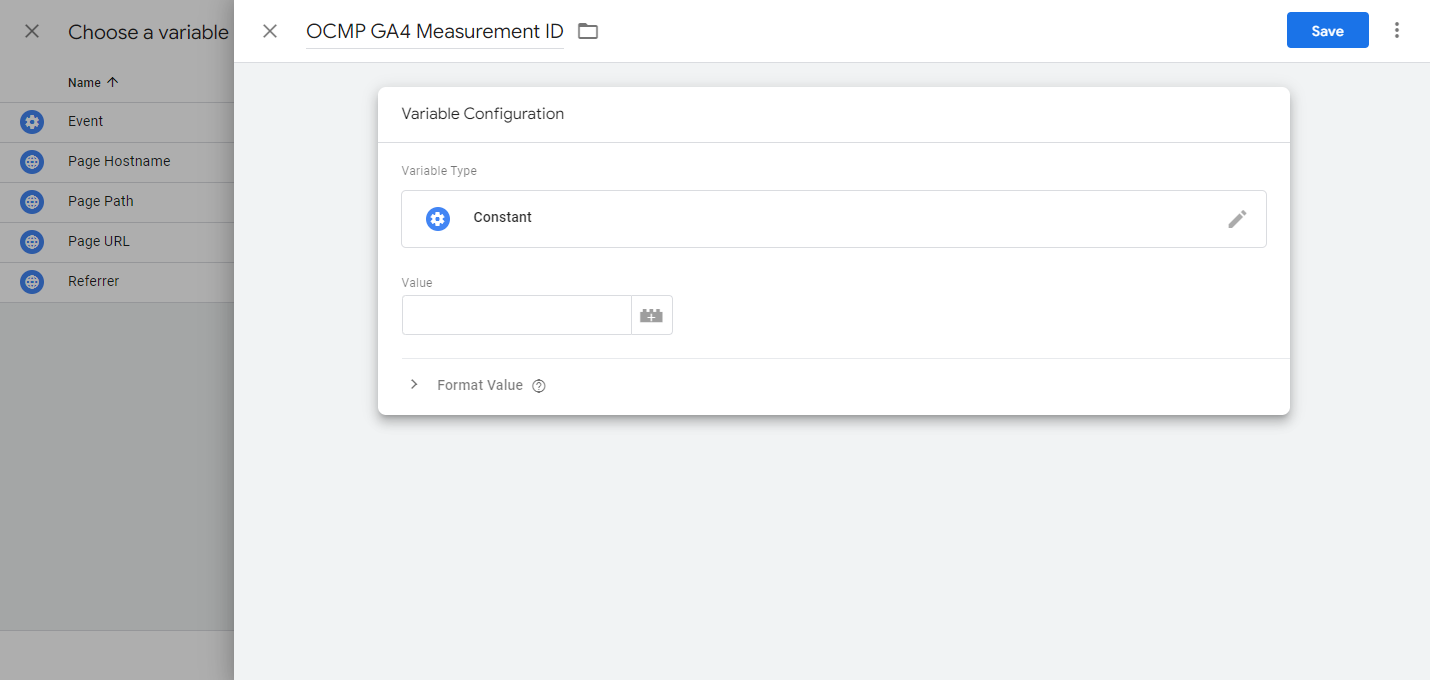 Choose a variable
Name
Event
Page Hostname
Page Path
Page URL
Referrer
OCMP GA4 Measurement ID
Save
Variable Configuration
Variable Type
Constant
Value
Format Value